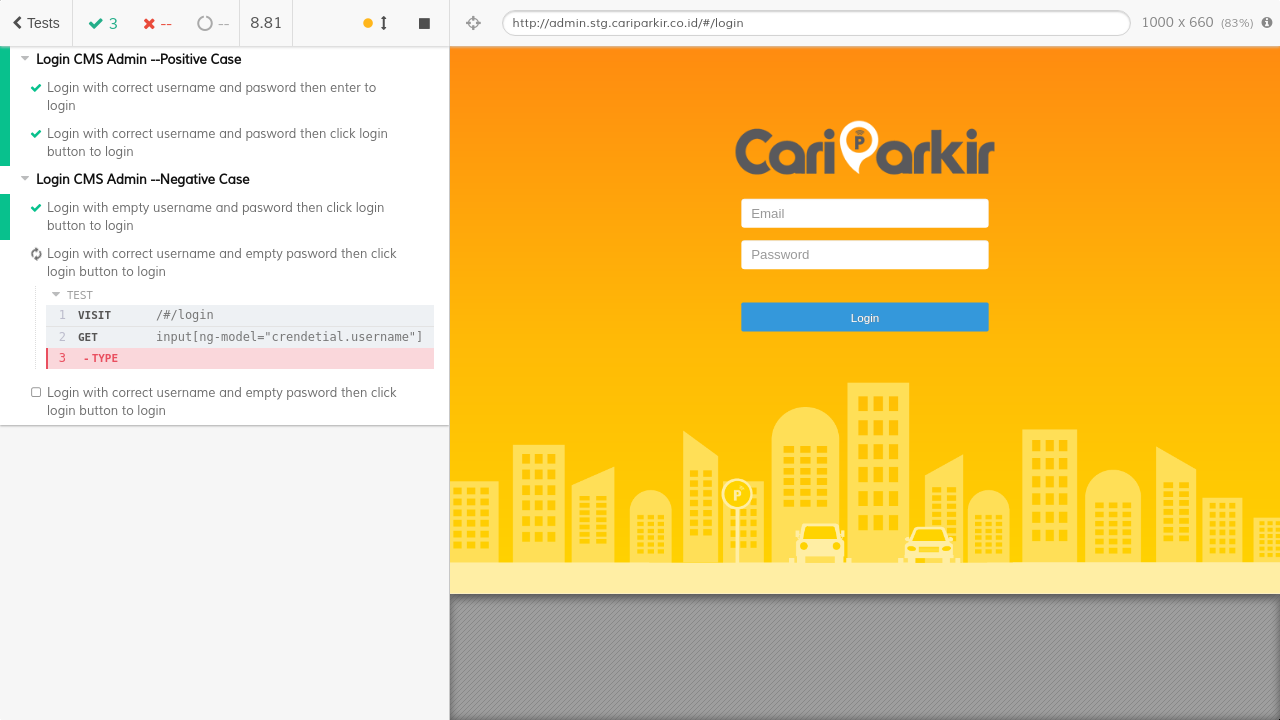 Tests
3
--
--
8.81
http://admin.stg.cariparkir.co.id/#/login
1000 x 660 (83%)
Login CMS Admin --Positive Case
Login with correct username and pasword then enter to
login
Login with correct username and pasword then click login
button to login
Login CMS Admin --Negative Case
Login with empty username and pasword then click login
button to login
Login with correct username and empty pasword then click
login button to login
TEST
1 VISIT /#/login
2 GET input[ng-model="crendetial.username"]
3 - TYPE
Login with correct username and empty pasword then click
login button to login
Cari Parkir
Email
Password
Login
P